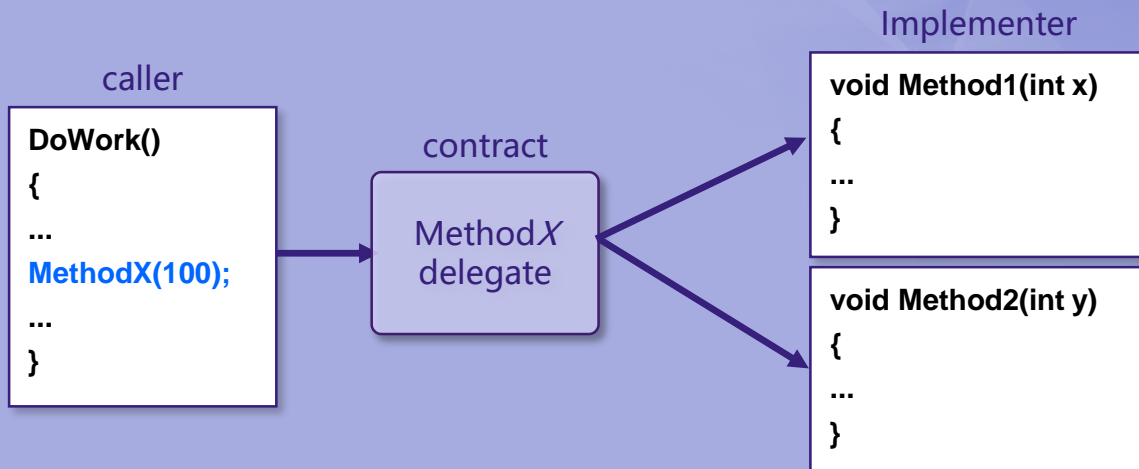 caller
DoWork()
{
...
MethodX(100);
...
}
contract
MethodX
delegate
Implementer
void Method1(int x)
{
...
}
void Method2(int y)
{
...
}